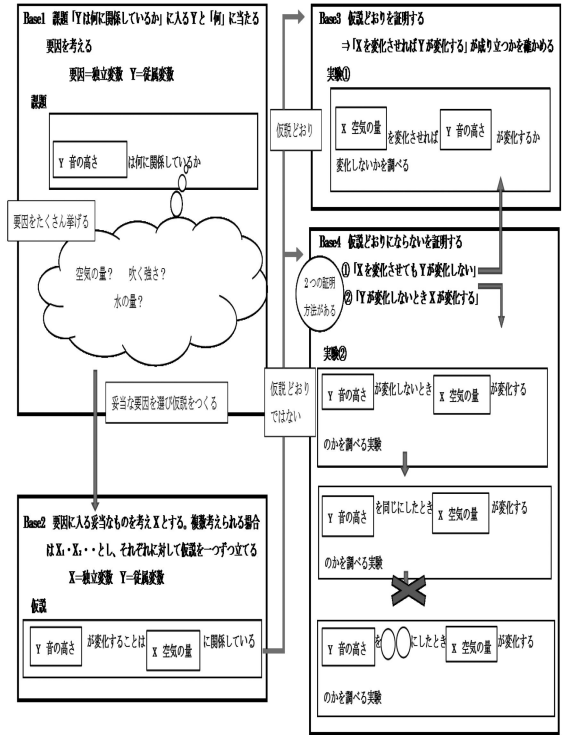 Base1 課題「Yは何に関係しているか」に入るYと「何」に当たる
要因を考える
要因＝独立変数 Y＝従属変数
課題
Y 音の高さ は何に関係しているか
要因をたくさん挙げる
空気の量？ 吹く強さ？
水の量？
妥当な要因を選び仮説をつくる
Base2 要因に入る妥当なものを考えXとする。複数考えられる場合
はX₁・X₂・・とし、それぞれに対して仮説を一つずつ立てる
X＝独立変数 Y＝従属変数
仮説
Y 音の高さ が変化することは X 空気の量 に関係している
仮説どおり
仮説どおり
ではない
Base3 仮説どおりを証明する
⇒「Xを変化させればYが変化する」が成り立つかを確かめる
実験①
X 空気の量 を変化させれば Y 音の高さ が変化するか
変化しないかを調べる
Base4 仮説どおりにならないを証明する
①「Xを変化させてもYが変化しない」
②「Yが変化しないときXが変化する」
2つの証明
方法がある
実験②
Y 音の高さ が変化しないとき X 空気の量 が変化する
のかを調べる実験
Y 音の高さ を同じにしたとき X 空気の量 が変化する
のかを調べる実験
Y 音の高さ を○○にしたとき X 空気の量 が変化する
のかを調べる実験